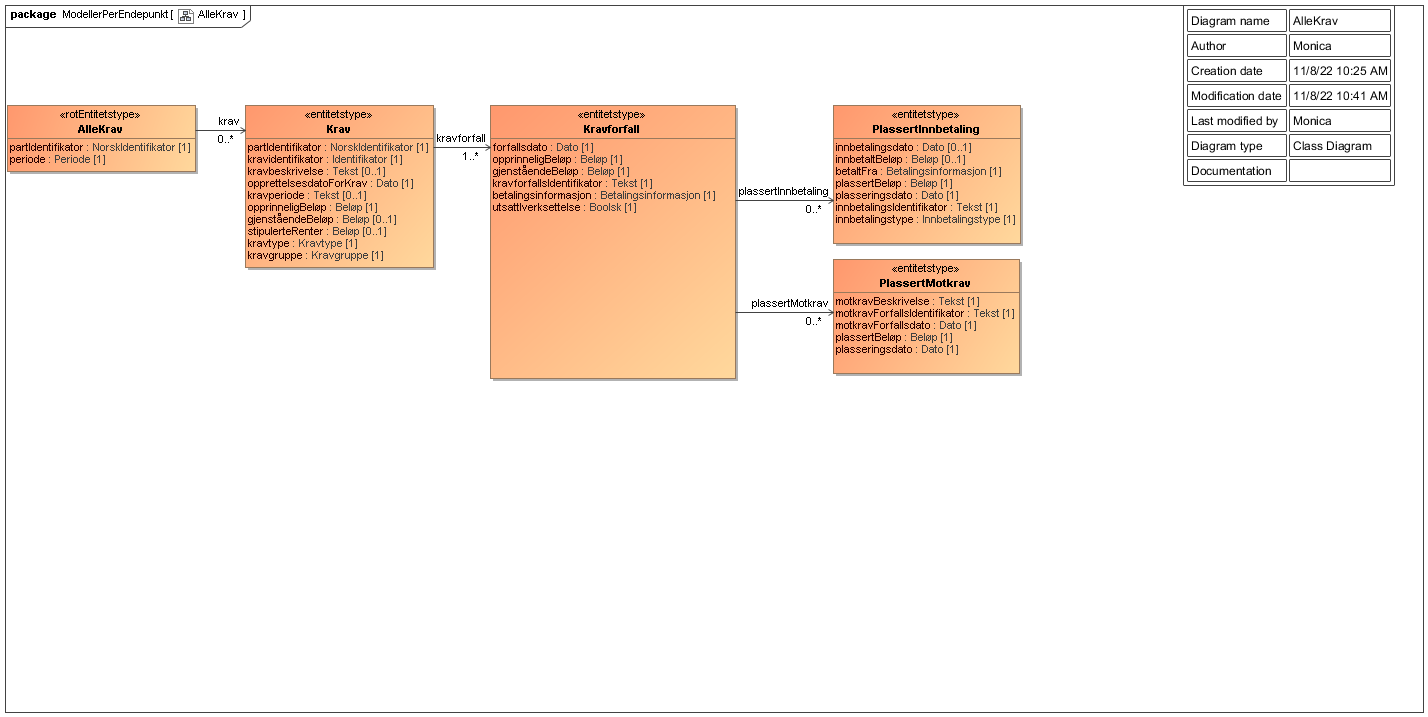 package ModellerPerEndepunkt [ AlleKrav ]
Diagram name AlleKrav
Author Monica
Creation date 11/8/22 10:25 AM
Modification date 11/8/22 10:41 AM
Last modified by Monica
Diagram type Class Diagram
Documentation
«rotEntitetstype»
AlleKrav
partIdentifikator : NorskIdentifikator [1]
periode : Periode [1]
krav
0..*
«entitetstype»
Krav
partIdentifikator : NorskIdentifikator [1]
kravidentifikator : Identifikator [1]
kravbeskrivelse : Tekst [0..1]
opprettelsesdatoForKrav : Dato [1]
kravperiode : Tekst [0..1]
opprinneligBeløp : Beløp [1]
gjenståendeBeløp : Beløp [0..1]
stipulerteRenter : Beløp [0..1]
kravtype : Kravtype [1]
kravgruppe : Kravgruppe [1]
kravforfall
1..*
«entitetstype»
Kravforfall
forfallsdato : Dato [1]
opprinneligBeløp : Beløp [1]
gjenståendeBeløp : Beløp [1]
kravforfallsIdentifikator : Tekst [1]
betalingsinformasjon : Betalingsinformasjon [1]
utsattIverksettelse : Boolsk [1]
plassertInnbetaling
0..*
«entitetstype»
PlassertInnbetaling
innbetalingsdato : Dato [0..1]
innbetaltBeløp : Beløp [0..1]
betaltFra : Betalingsinformasjon [1]
plassertBeløp : Beløp [1]
plasseringsdato : Dato [1]
innbetalingsIdentifikator : Tekst [1]
innbetalingstype : Innbetalingstype [1]
plassertMotkrav
0..*
«entitetstype»
PlassertMotkrav
motkravBeskrivelse : Tekst [1]
motkravForfallsIdentifikator : Tekst [1]
motkravForfallsdato : Dato [1]
plassertBeløp : Beløp [1]
plasseringsdato : Dato [1]